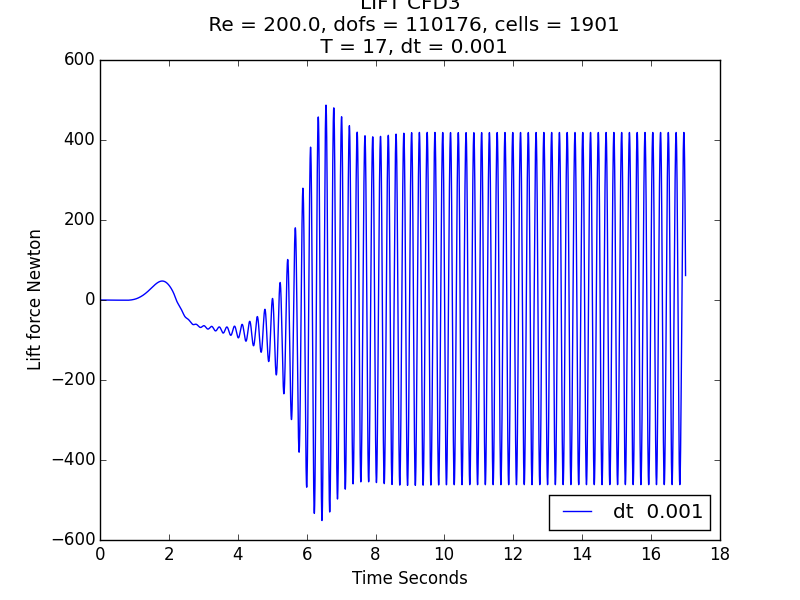 LIFT CFD3
Re = 200.0, dofs = 110176, cells = 1901
T = 17, dt = 0.001
600
400
200
0
−200
−400
−600
Lift force Newton
dt 0.001
0 2 4 6 8 10 12 14 16 18
Time Seconds